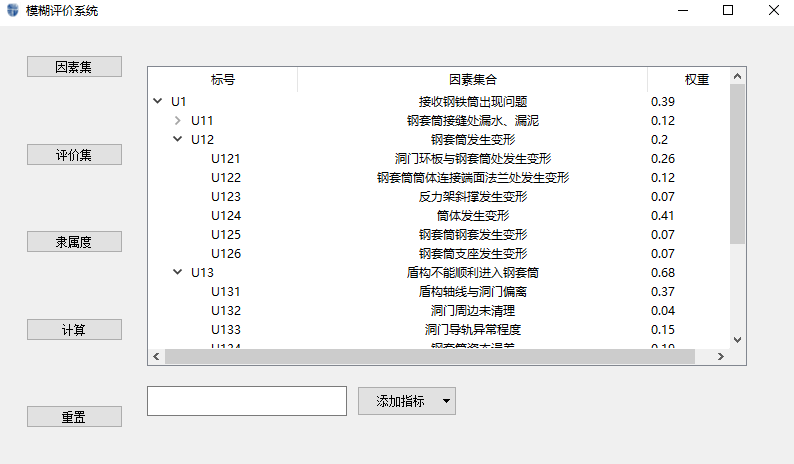 模糊评价系统
因素集
评价集
隶属度
计算
重置
标号 因素集合 权重
U1 接收钢铁筒出现问题 0.39
U11 钢套筒接缝处漏水、漏泥 0.12
U12 钢套筒发生变形 0.2
U121 洞门环板与钢套筒处发生变形 0.26
U122 钢套筒筒体连接端面法兰处发生变形 0.12
U123 反力架斜撑发生变形 0.07
U124 筒体发生变形 0.41
U125 钢套筒钢套发生变形 0.07
U126 钢套筒支座发生变形 0.07
U13 盾构不能顺利进入钢套筒 0.68
U131 盾构轴线与洞门偏离 0.37
U132 洞门周边未清理 0.04
U133 洞门导轨异常程度 0.15
添加指标